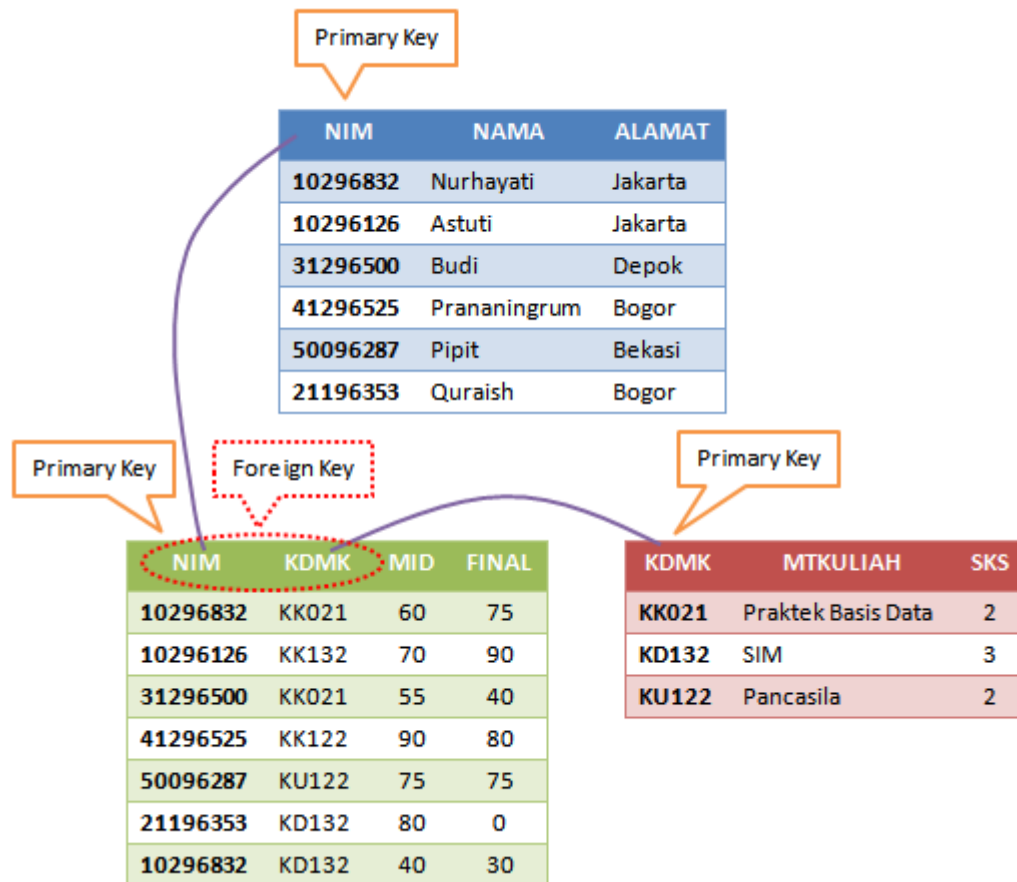 Primary Key
NIM NAMA ALAMAT
10296832 Nurhayati Jakarta
10296126 Astuti Jakarta
31296500 Budi Depok
41296525 Prananingrum Bogor
50096287 Pipit Bekasi
21196353 Quraish Bogor
Primary Key
Foreign Key
NIM KDMK MID FINAL
10296832 KK021 60 75
10296126 KK132 70 90
31296500 KK021 55 40
41296525 KK122 90 80
50096287 KU122 75 75
21196353 KD132 80 0
10296832 KD132 40 30
Primary Key
KDMK MTKULIAH SKS
KK021 Praktek Basis Data 2
KD132 SIM 3
KU122 Pancasila 2